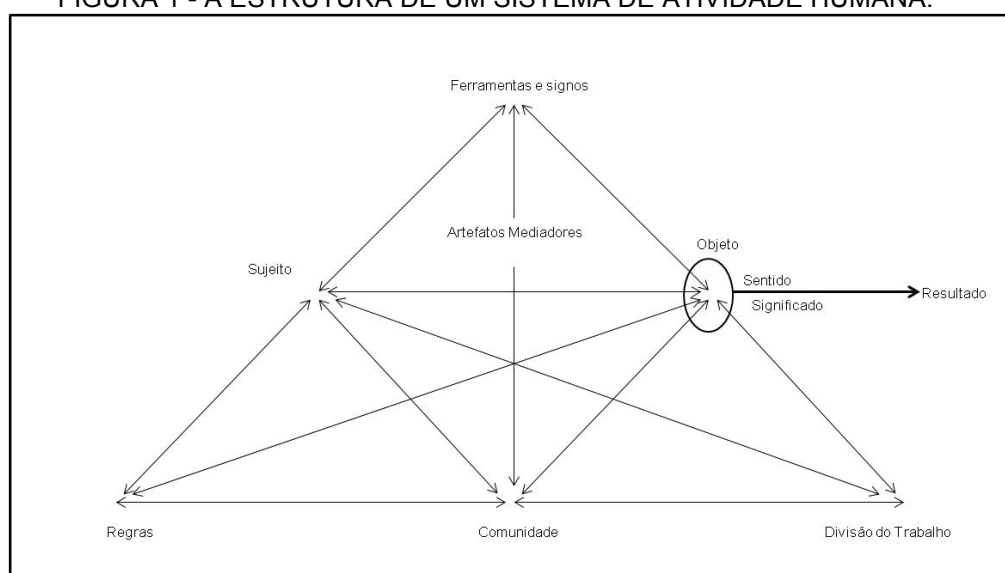 FIGURA 1 - A ESTRUTURA DE UM SISTEMA DE ATIVIDADE HUMANA.
Ferramentas e signos
Artefatos Mediadores
Sujeito
Objeto
Sentido
Significado
Resultado
Regras
Comunidade
Divisão do Trabalho